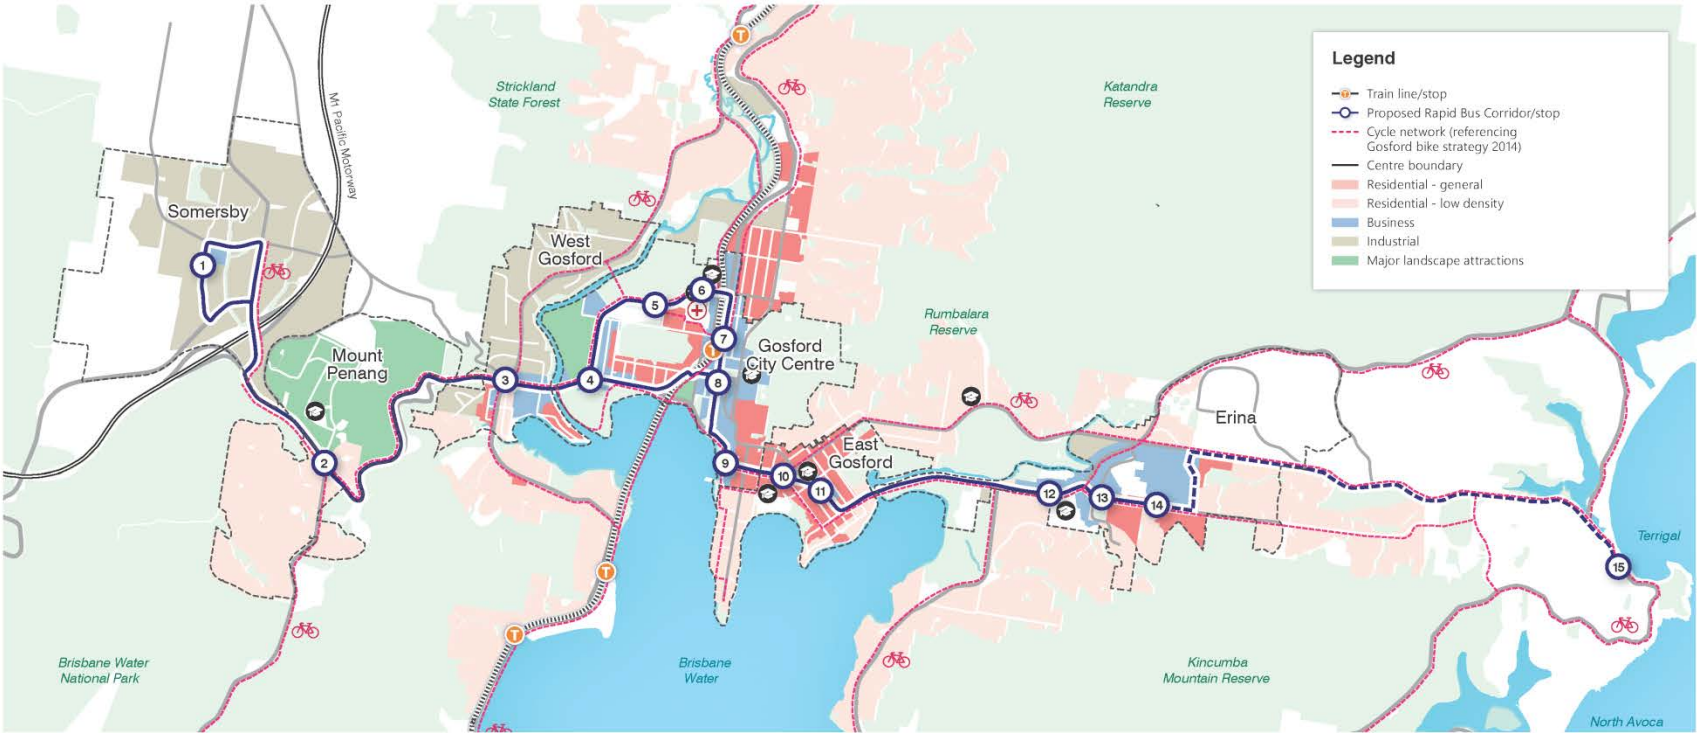 Legend
T Train line/stop
Proposed Rapid Bus Corridor/stop
Cycle network (referencing
Gosford bike strategy 2014)
Centre boundary
Residential - general
Residential - low density
Business
Industrial
Major landscape attractions
T
Strickland
State Forest
Katandra
Reserve
M1 Pacific Motorway
Somersby
1
West
Gosford
5
6
7
T
Gosford
City Centre
Rumbalara
Reserve
Mount
Penang
3
4
8
Erina
2
East
Gosford
9
10
11
12
13
14
Terrigal
15
T
T
Brisbane Water
National Park
Brisbane
Water
Kincumba
Mountain Reserve
North Avoca